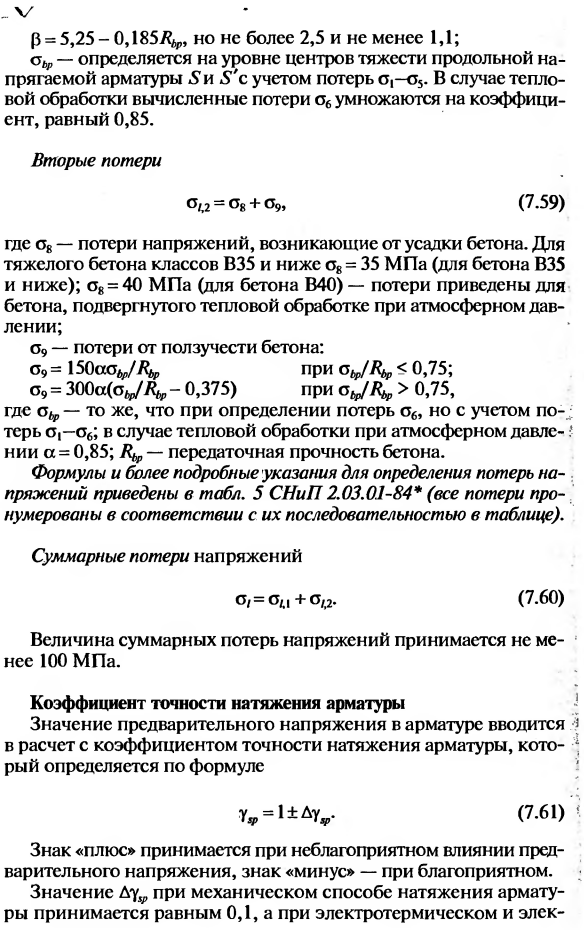 β = 5,25 – 0,185R_bp, но не более 2,5 и не менее 1,1;
σ_bp — определяется на уровне центров тяжести продольной на-
прягаемой арматуры S и S′ с учетом потерь σ₁–σ₅. В случае тепло-
вой обработки вычисленные потери σ₆ умножаются на коэффици-
ент, равный 0,85.
Вторые потери
σ_l,2 = σ₈ + σ₉, (7.59)
где σ₈ — потери напряжений, возникающие от усадки бетона. Для
тяжелого бетона классов В35 и ниже σ₈ = 35 МПа (для бетона В35
и ниже); σ₈ = 40 МПа (для бетона В40) — потери приведены для
бетона, подвергнутого тепловой обработке при атмосферном дав-
лении;
σ₉ — потери от ползучести бетона:
σ₉ = 150ασ_bp/R_bp при σ_bp/R_bp ≤ 0,75;
σ₉ = 300α(σ_bp/R_bp – 0,375) при σ_bp/R_bp > 0,75,
где σ_bp — то же, что при определении потерь σ₆, но с учетом по-
терь σ₁–σ₆; в случае тепловой обработки при атмосферном давле-
нии α = 0,85; R_bp — передаточная прочность бетона.
Формулы и более подробные указания для определения потерь на-
пряжений приведены в табл. 5 СНиП 2.03.01-84* (все потери про-
нумерованы в соответствии с их последовательностью в таблице).
Суммарные потери напряжений
σ_l = σ_l,1 + σ_l,2. (7.60)
Величина суммарных потерь напряжений принимается не ме-
нее 100 МПа.
Коэффициент точности натяжения арматуры
Значение предварительного напряжения в арматуре вводится
в расчет с коэффициентом точности натяжения арматуры, кото-
рый определяется по формуле
γ_sp = 1 ± Δγ_sp. (7.61)
Знак «плюс» принимается при неблагоприятном влиянии пред-
варительного напряжения, знак «минус» — при благоприятном.
Значение Δγ_sp при механическом способе натяжения армату-
ры принимается равным 0,1, а при электротермическом и элек-